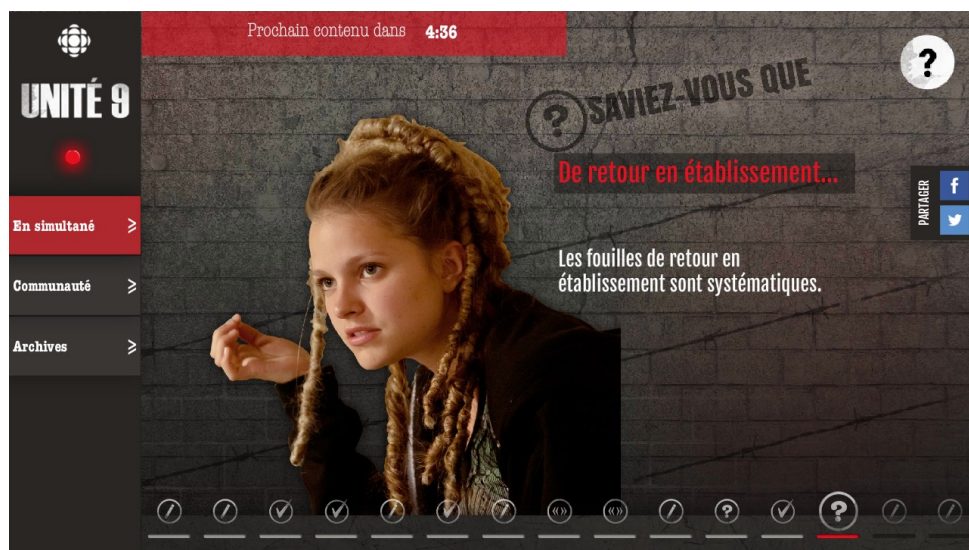 Prochain contenu dans 4:36
UNITÉ 9
En simultané
Communauté
Archives
? SAVIEZ-VOUS QUE
De retour en établissement...
Les fouilles de retour en
établissement sont systématiques.
?
PARTAGER
f
?
?